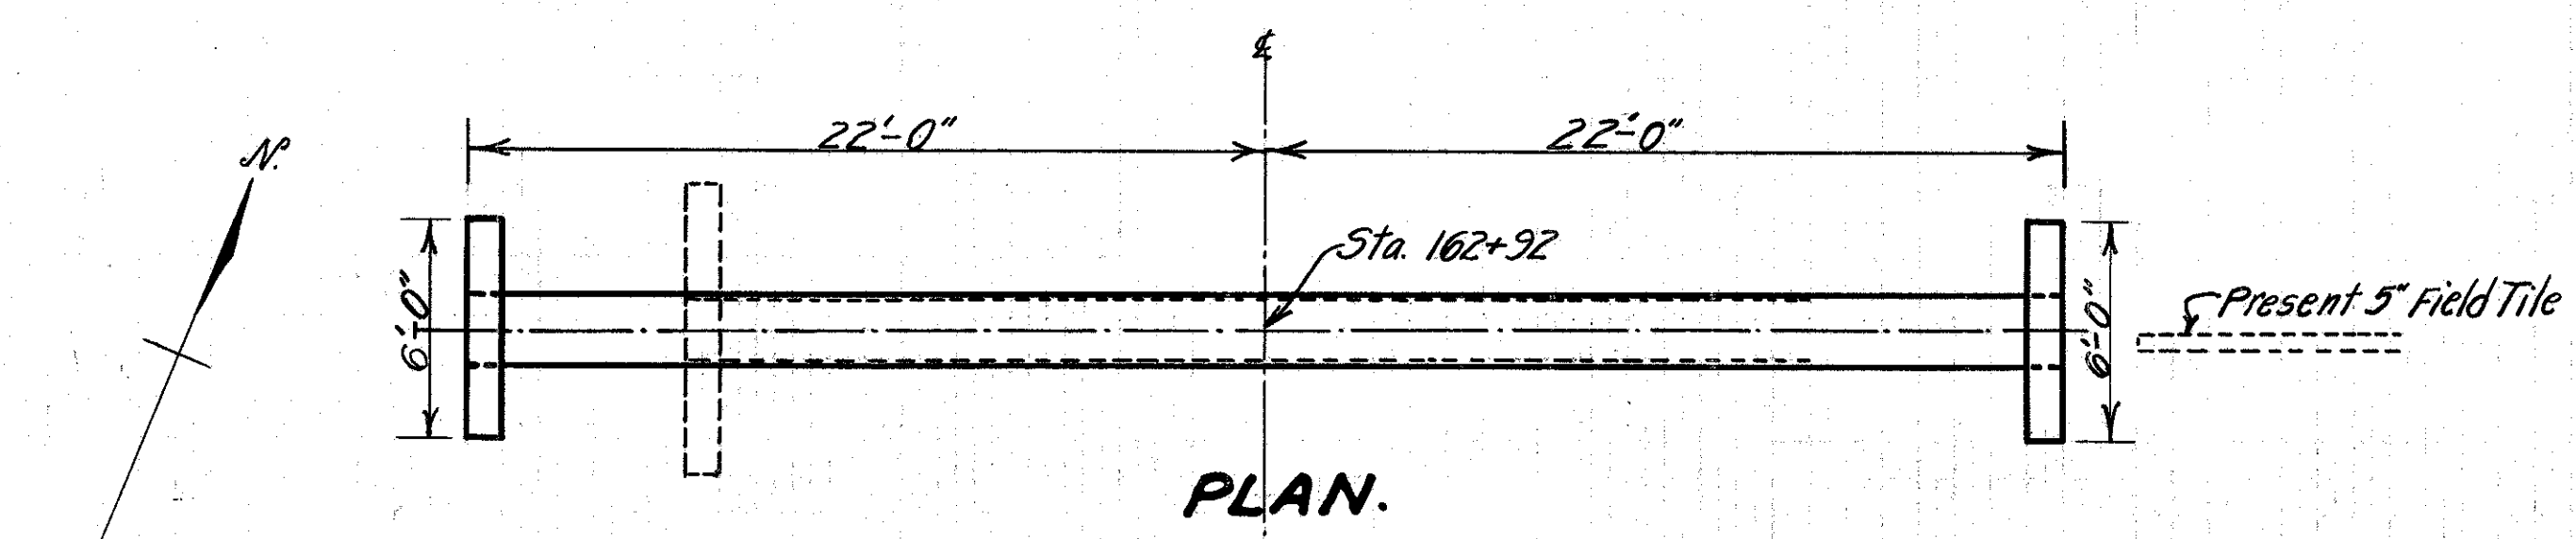 ℄
22'-0"
22'-0"
N.
Sta. 162+92
6'-0"
6'-0"
Present 5" Field Tile
PLAN.